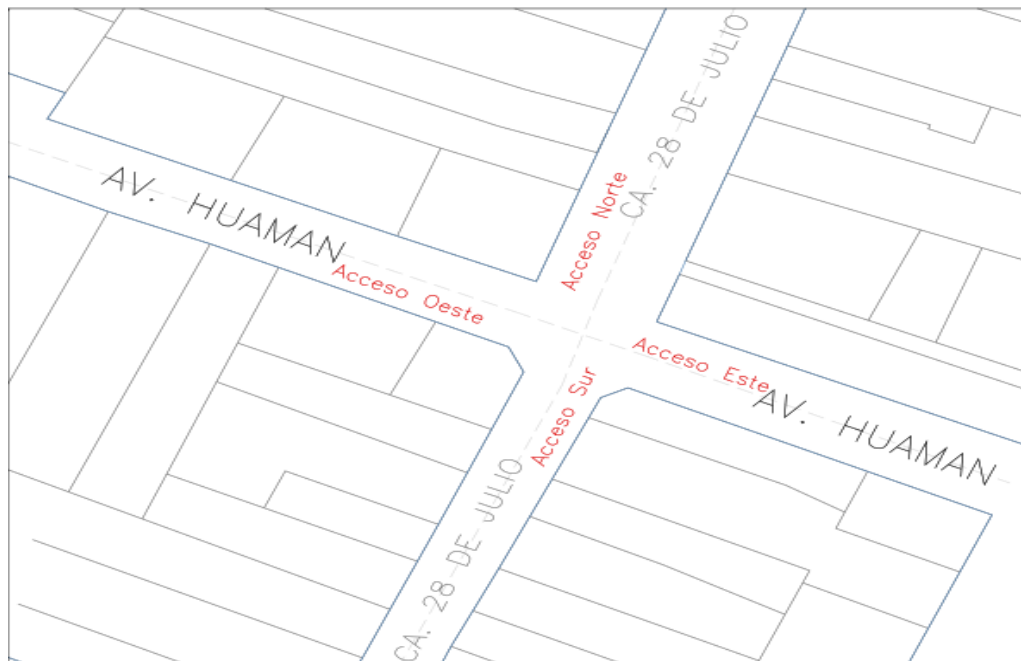 CA. 28 DE JULIO
AV. HUAMAN
Acceso Norte
Acceso Oeste
Acceso Este
AV. HUAMAN
Acceso Sur
CA. 28 DE JULIO